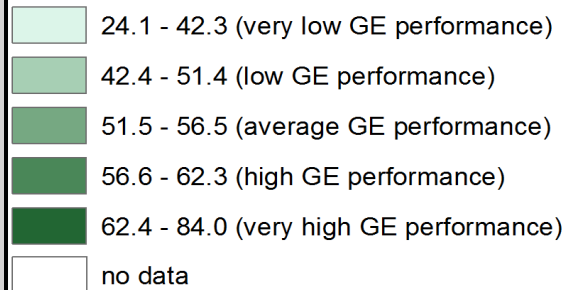 24.1 - 42.3 (very low GE performance)
42.4 - 51.4 (low GE performance)
51.5 - 56.5 (average GE performance)
56.6 - 62.3 (high GE performance)
62.4 - 84.0 (very high GE performance)
no data